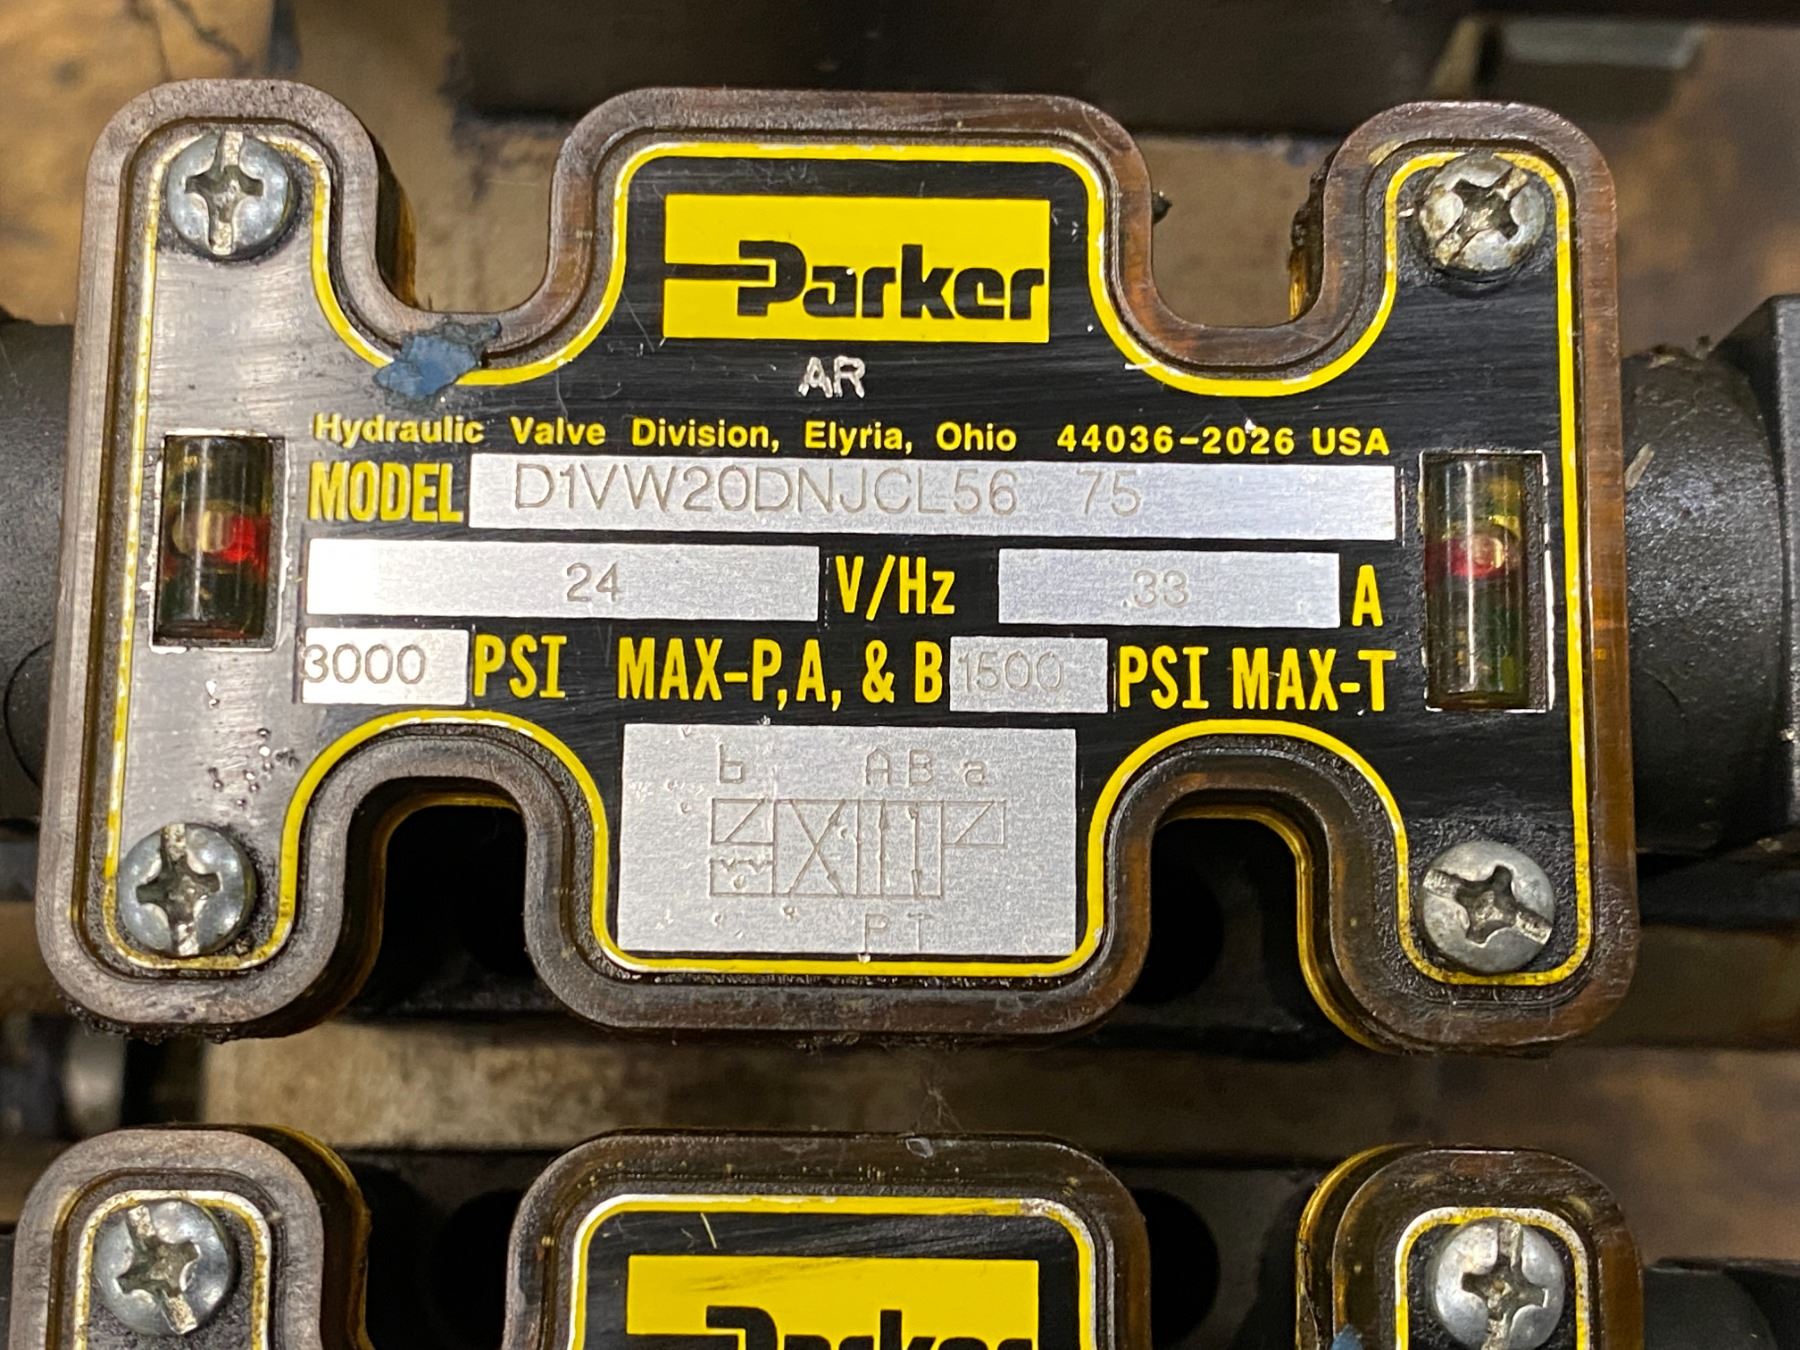 Parker
AR
Hydraulic Valve Division, Elyria, Ohio 44036-2026 USA
MODEL D1VW20DNJCL56 75
24 V/Hz .33 A
3000 PSI MAX-P, A, & B 1500 PSI MAX-T
b A B a
P T
Parker